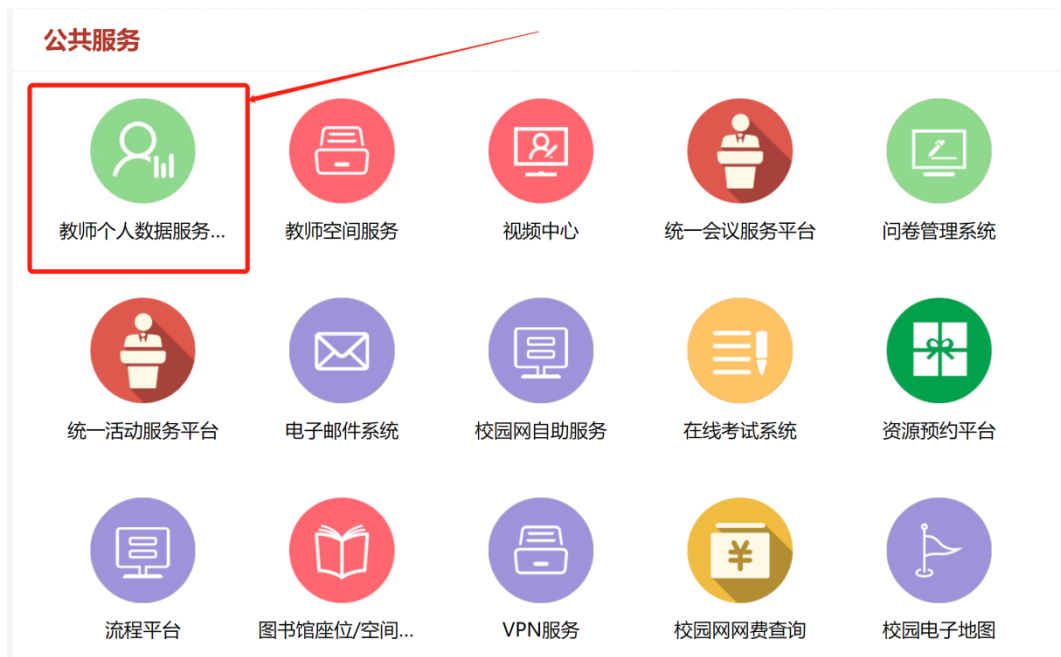 公共服务
教师个人数据服务...
教师空间服务
视频中心
统一会议服务平台
问卷管理系统
统一活动服务平台
电子邮件系统
校园网自助服务
在线考试系统
资源预约平台
流程平台
图书馆座位/空间...
VPN服务
¥
校园网网费查询
校园电子地图